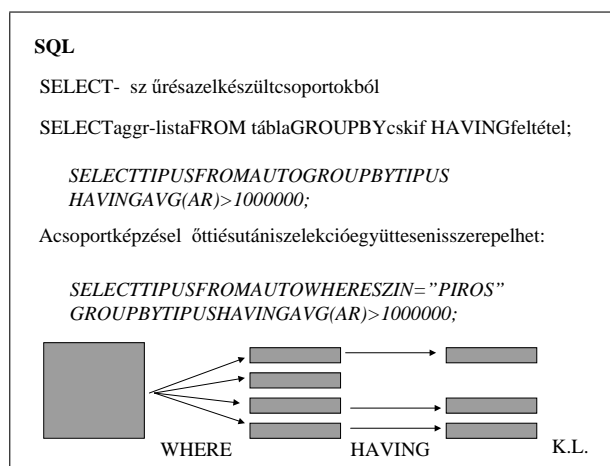 SQL
SELECT- sz űrésazelkészültcsoportokból
SELECTaggr-listaFROM táblaGROUPBYcskif HAVINGfeltétel;
SELECTTIPUSFROMAUTOGROUPBYTIPUS
HAVINGAVG(AR)>1000000;
Acsoportképzésel őttiésutániszelekcióegyüttesenisszerepelhet:
SELECTTIPUSFROMAUTOWHERESZIN=”PIROS”
GROUPBYTIPUSHAVINGAVG(AR)>1000000;
WHERE HAVING K.L.